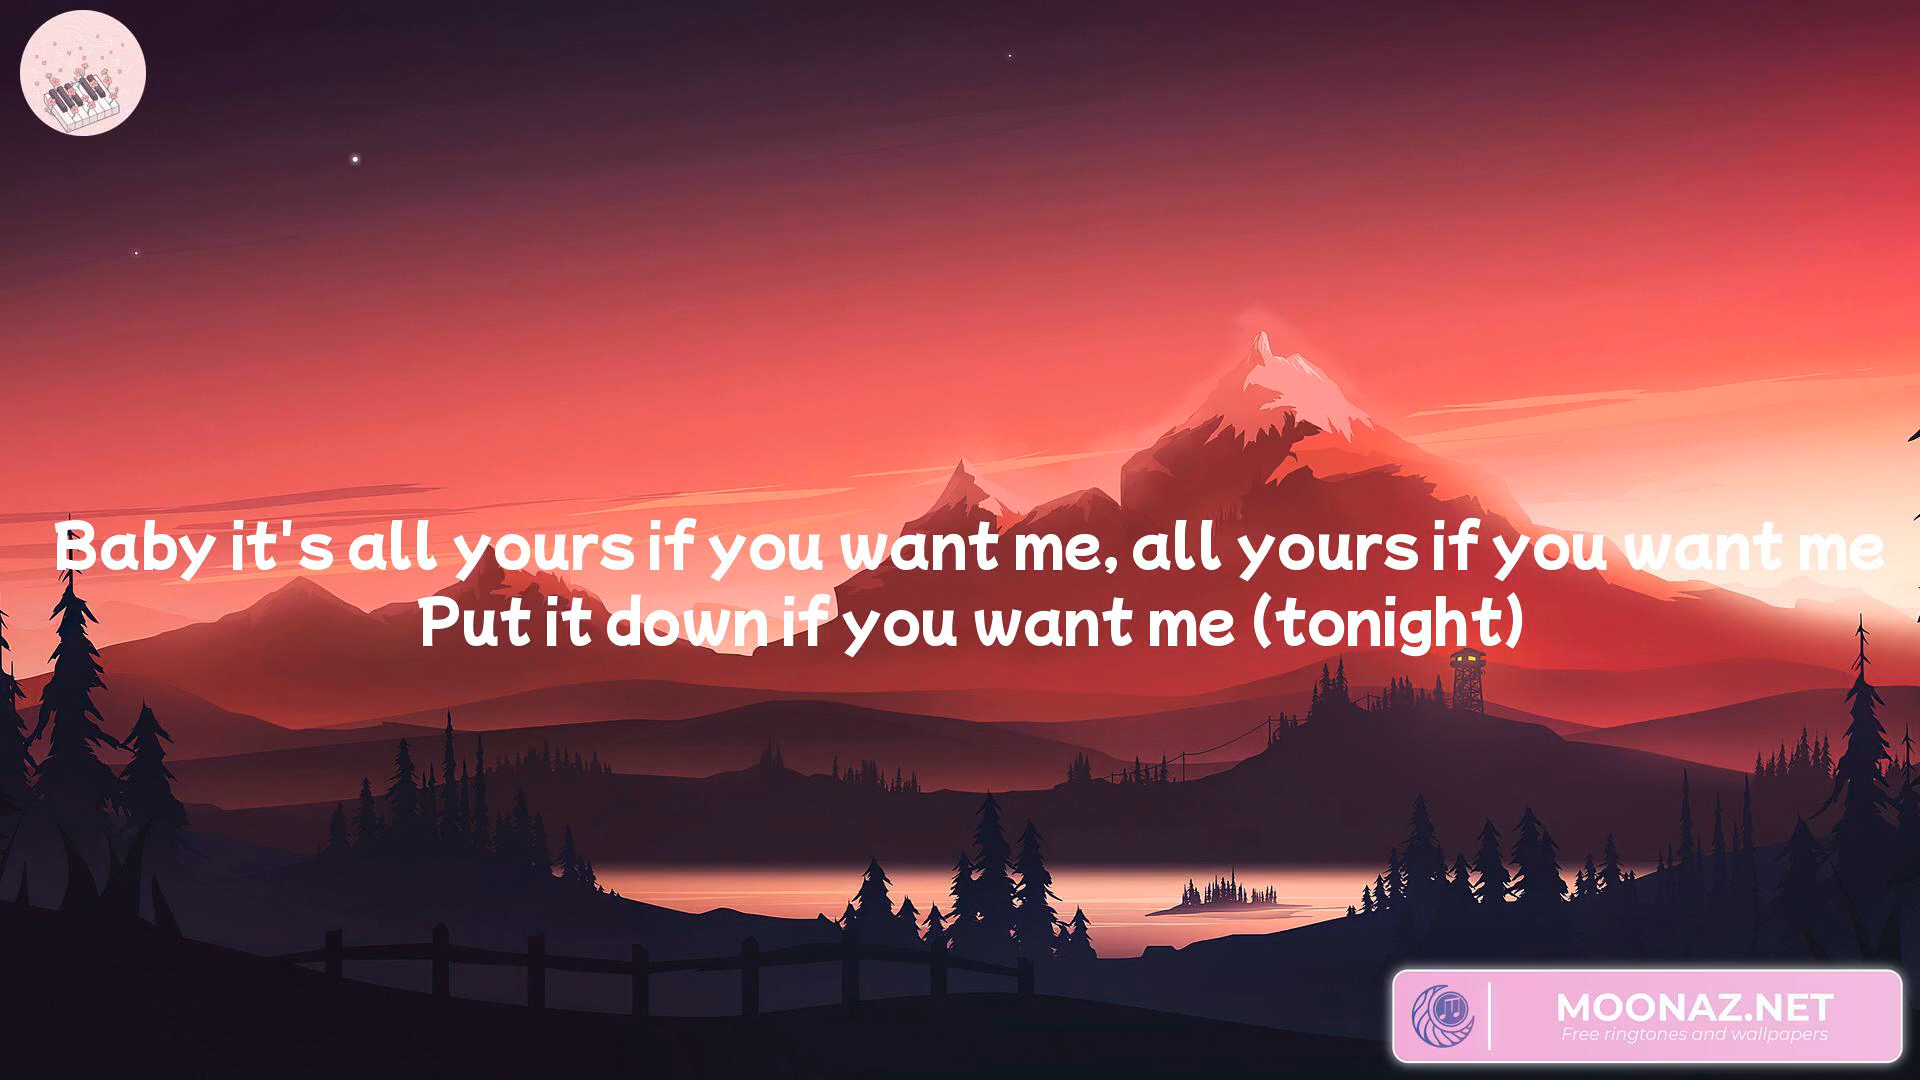 Baby it's all yours if you want me, all yours if you want me
Put it down if you want me (tonight)
MOONAZ.NET
Free ringtones and wallpapers